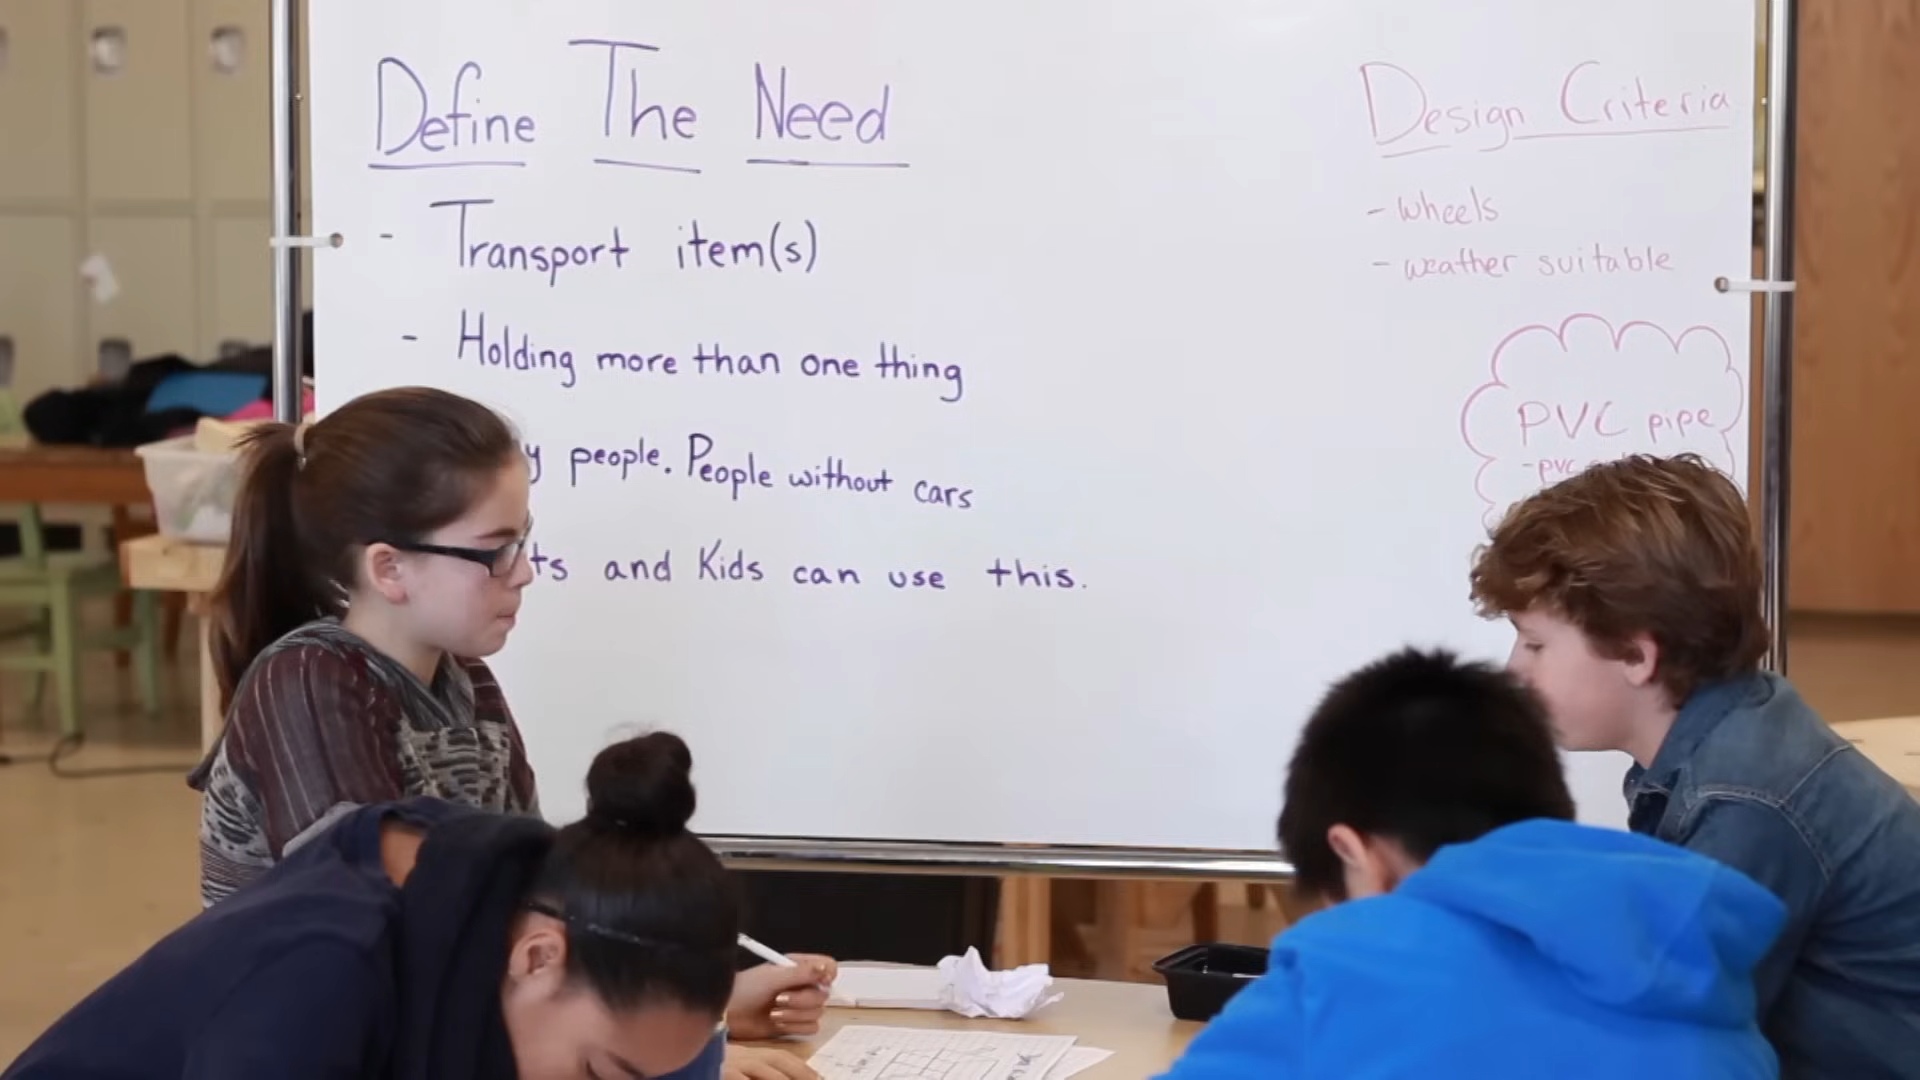 Define The Need
- Transport item(s)
- Holding more than one thing
people. People without cars
and Kids can use this.
Design Criteria
- wheels
- weather suitable
PVC pipe
-pvc